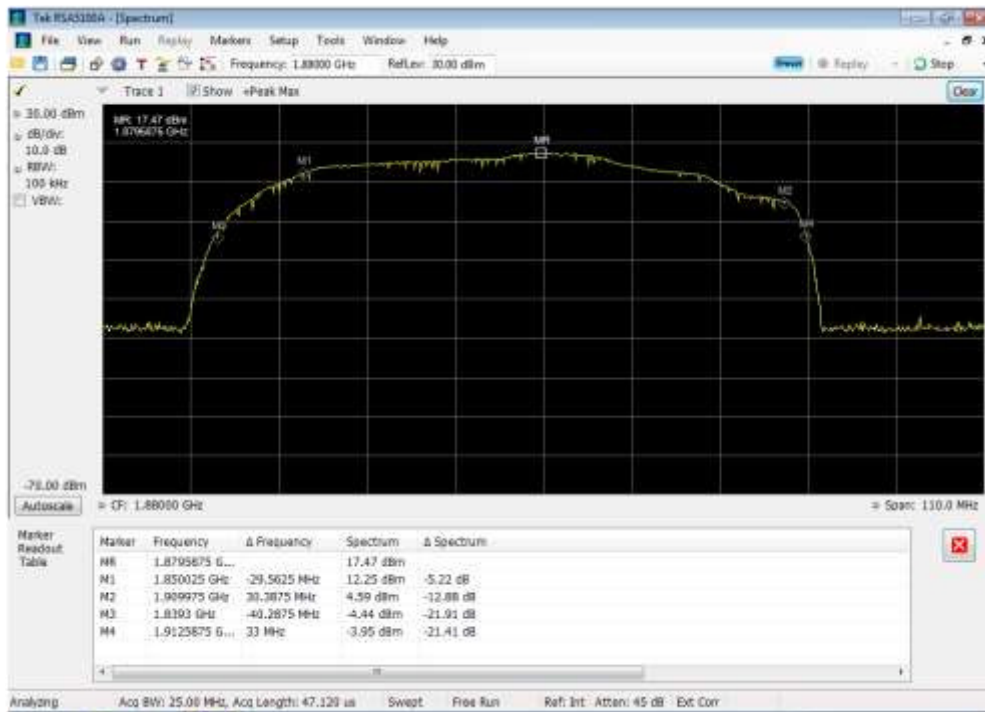 Tek RSA5100A - [Spectrum]
File View Run Replay Markers Setup Tools Window Help
Frequency: 1.88000 GHz RefLev: 30.00 dBm
Preset Replay Stop
Trace 1 Show +Peak Max Clear
30.00 dBm
dB/div:
10.0 dB
RBW:
100 kHz
VBW:
MR: 17.47 dBm
1.8795875 GHz
M1
MR
M2
M3
M4
-70.00 dBm
Autoscale CF: 1.88000 GHz Span: 110.0 MHz
Marker
Readout
Table
Marker Frequency Δ Frequency Spectrum Δ Spectrum
MR 1.8795875 G... 17.47 dBm
M1 1.850025 GHz -29.5625 MHz 12.25 dBm -5.22 dB
M2 1.909975 GHz 30.3875 MHz 4.59 dBm -12.88 dB
M3 1.8393 GHz -40.2875 MHz -4.44 dBm -21.91 dB
M4 1.9125875 G... 33 MHz -3.95 dBm -21.41 dB
Analyzing Acq BW: 25.00 MHz, Acq Length: 47.120 us Swept Free Run Ref: Int Atten: 45 dB Ext Corr